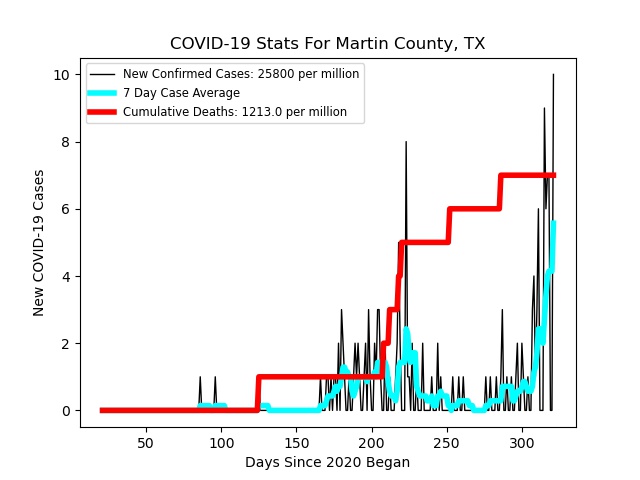 COVID-19 Stats For Martin County, TX
New Confirmed Cases: 25800 per million
7 Day Case Average
Cumulative Deaths: 1213.0 per million
New COVID-19 Cases
10
8
6
4
2
0
50 100 150 200 250 300
Days Since 2020 Began